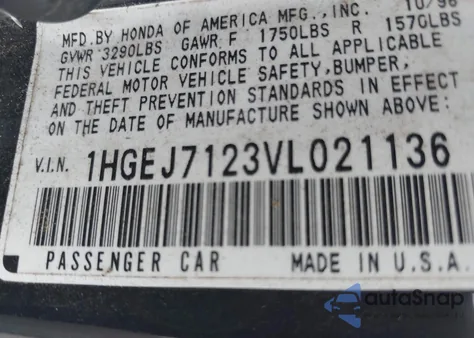 MFD.BY HONDA OF AMERICA MFG.,INC. 10/96
GVWR 3290LBS GAWR F 1750LBS R 1570LBS
THIS VEHICLE CONFORMS TO ALL APPLICABLE
FEDERAL MOTOR VEHICLE SAFETY,BUMPER,
AND THEFT PREVENTION STANDARDS IN EFFECT
ON THE DATE OF MANUFACTURE SHOWN ABOVE:
V.I.N. 1HGEJ7123VL021136
PASSENGER CAR MADE IN U.S.A
autoSnap